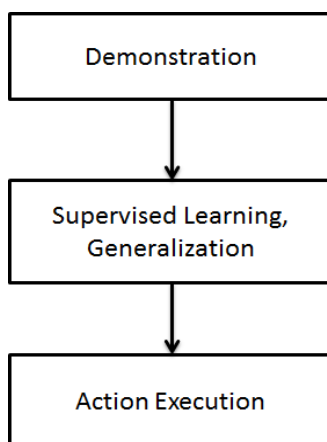 Demonstration
Supervised Learning,
Generalization
Action Execution